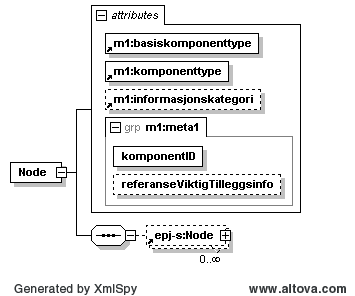 attributes
m1:basiskomponenttype
m1:komponenttype
m1:informasjonskategori
grp m1:meta1
komponentID
referanseViktigTilleggsinfo
Node
epj-s:Node
0..∞
Generated by XmlSpy
www.altova.com